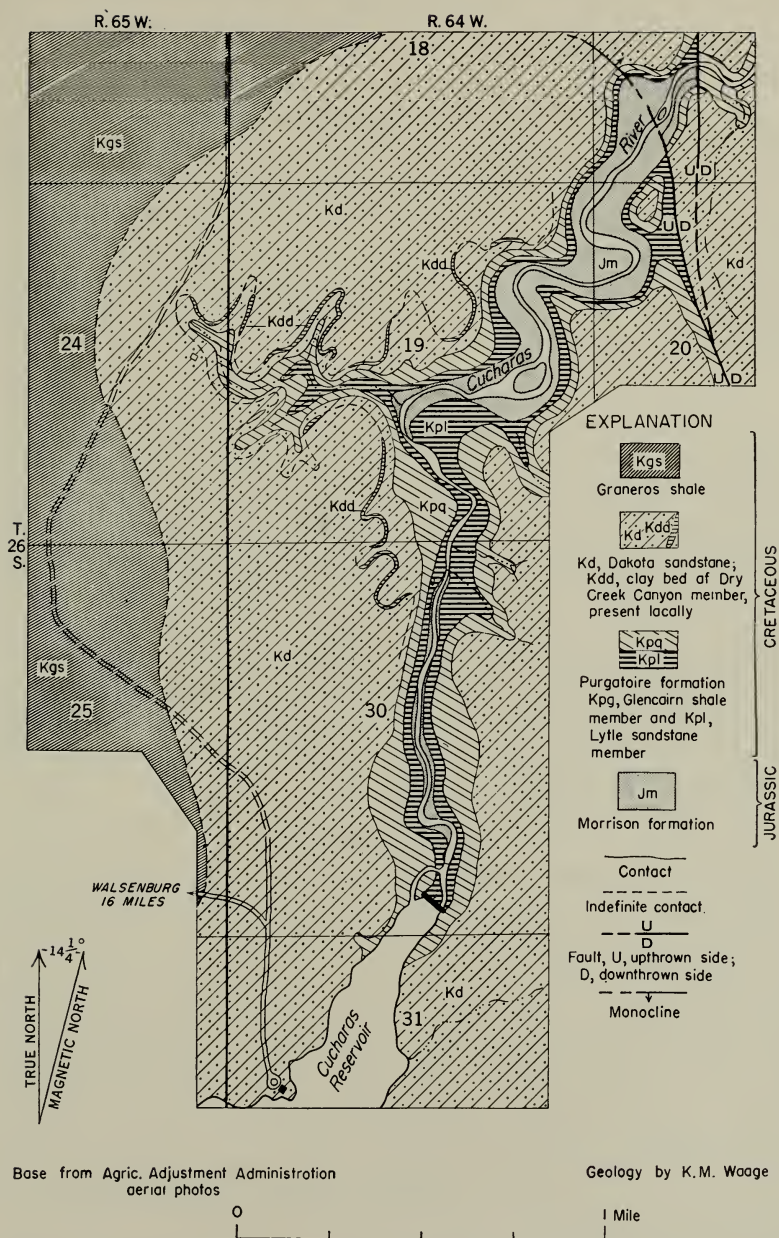 R. 65 W. R. 64 W.
18
Kgs
River
U D
Kd
Kdd
U D
Jm
Kd
Kdd
24
19
20
Cucharas
U D
Kpl
EXPLANATION
Kgs
Graneros shale
Kdd
Kpq
T.
26
S.
Kd Kdd
Kd, Dakota sandstane;
Kdd, clay bed af Dry
Creek Canyon member,
present locally
CRETACEOUS
Kgs
Kd
Kpq
Kpl
Purgatoire formation
Kpg, Glencairn shale
member and Kpl,
Lytle sandstane
member
25
30
Jm
Morrison formation
JURASSIC
WALSENBURG
16 MILES
Contact
Indefinite contact.
U
D
Fault, U, upthrown side;
D, downthrown side
Monocline
14 1/4°
TRUE NORTH
MAGNETIC NORTH
Kd
31
Cucharas
Reservoir
Base from Agric. Adjustment Administration
aerial photos
Geology by K.M. Waage
0 1 Mile